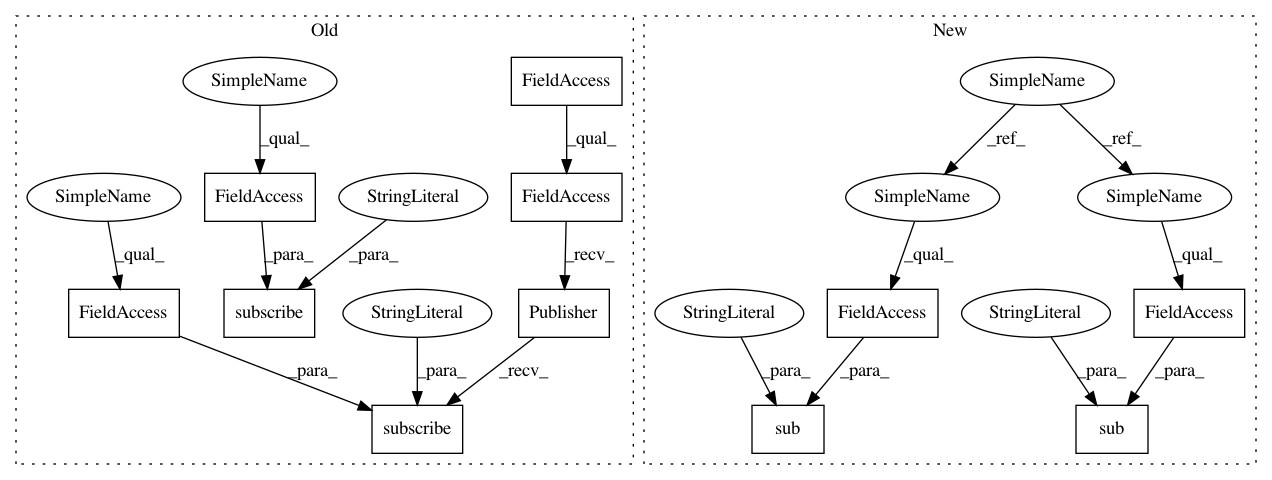 Old
New
SimpleName
FieldAccess
SimpleName
_qual_
_qual_
_ref_
_ref_
SimpleName
FieldAccess
StringLiteral
FieldAccess
SimpleName
SimpleName
_qual_
_para_
_para_
_recv_
_qual_
_qual_
FieldAccess
subscribe
StringLiteral
Publisher
StringLiteral
FieldAccess
StringLiteral
FieldAccess
_para_
_para_
_recv_
_para_
_para_
_para_
_para_
subscribe
sub
sub